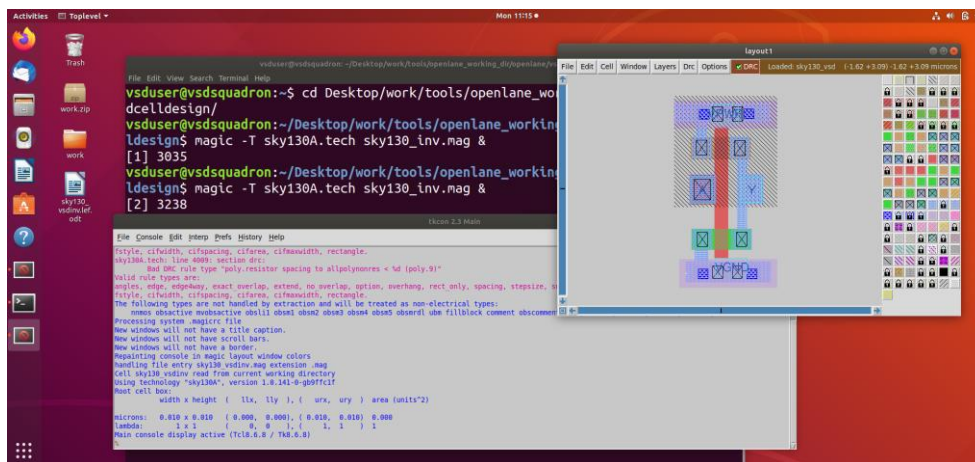 Activities
Toplevel
Mon 11:15
Trash
work.zip
work
sky130_
vsdinv.lef.
odt
vsduser@vsdsquadron: ~/Desktop/work/tools/openlane_working_dir/openlane/vs
File Edit View Search Terminal Help
vsduser@vsdsquadron:~$ cd Desktop/work/tools/openlane_wo
dcelldesign/
vsduser@vsdsquadron:~/Desktop/work/tools/openlane_working
ldesign$ magic -T sky130A.tech sky130_inv.mag &
[1] 3035
vsduser@vsdsquadron:~/Desktop/work/tools/openlane_working
ldesign$ magic -T sky130A.tech sky130_inv.mag &
[2] 3238
tkcon 2.3 Main
File Console Edit Interp Prefs History Help
fstyle, cifwidth, cifspacing, cifarea, cifmaxwidth, rectangle.
sky130A.tech: line 4009: section drc:
Bad DRC rule type "poly.resistor spacing to allpolynonres < %d (poly.9)"
Valid rule types are:
angles, edge, edge4way, exact_overlap, extend, no_overlap, option, overhang, rect_only, spacing, stepsize,
fstyle, cifwidth, cifspacing, cifarea, cifmaxwidth, rectangle.
The following types are not handled by extraction and will be treated as non-electrical types:
nnmos obsactive mvobsactive obsli1 obsm1 obsm2 obsm3 obsm4 obsm5 obsmrdl ubm fillblock comment obscomment
Processing system .magicrc file
New windows will not have a title caption.
New windows will not have scroll bars.
New windows will not have a border.
Repainting console in magic layout window colors
handling file entry sky130_vsdinv.mag extension .mag
Cell sky130_vsdinv read from current working directory
Using technology "sky130A", version 1.0.141-0-gb9ffc1f
Root cell box:
width x height ( llx, lly ), ( urx, ury ) area (units^2)
microns: 0.010 x 0.010 ( 0.000, 0.000), ( 0.010, 0.010) 0.000
lambda: 1 x 1 ( 0, 0 ), ( 1, 1 ) 1
Main console display active (Tcl8.6.8 / Tk8.6.8)
%
layout1
File Edit Cell Window Layers Drc Options DRC Loaded: sky130_vsd (-1.62 +3.09) -1.62 +3.09 microns
A
Y
VGND